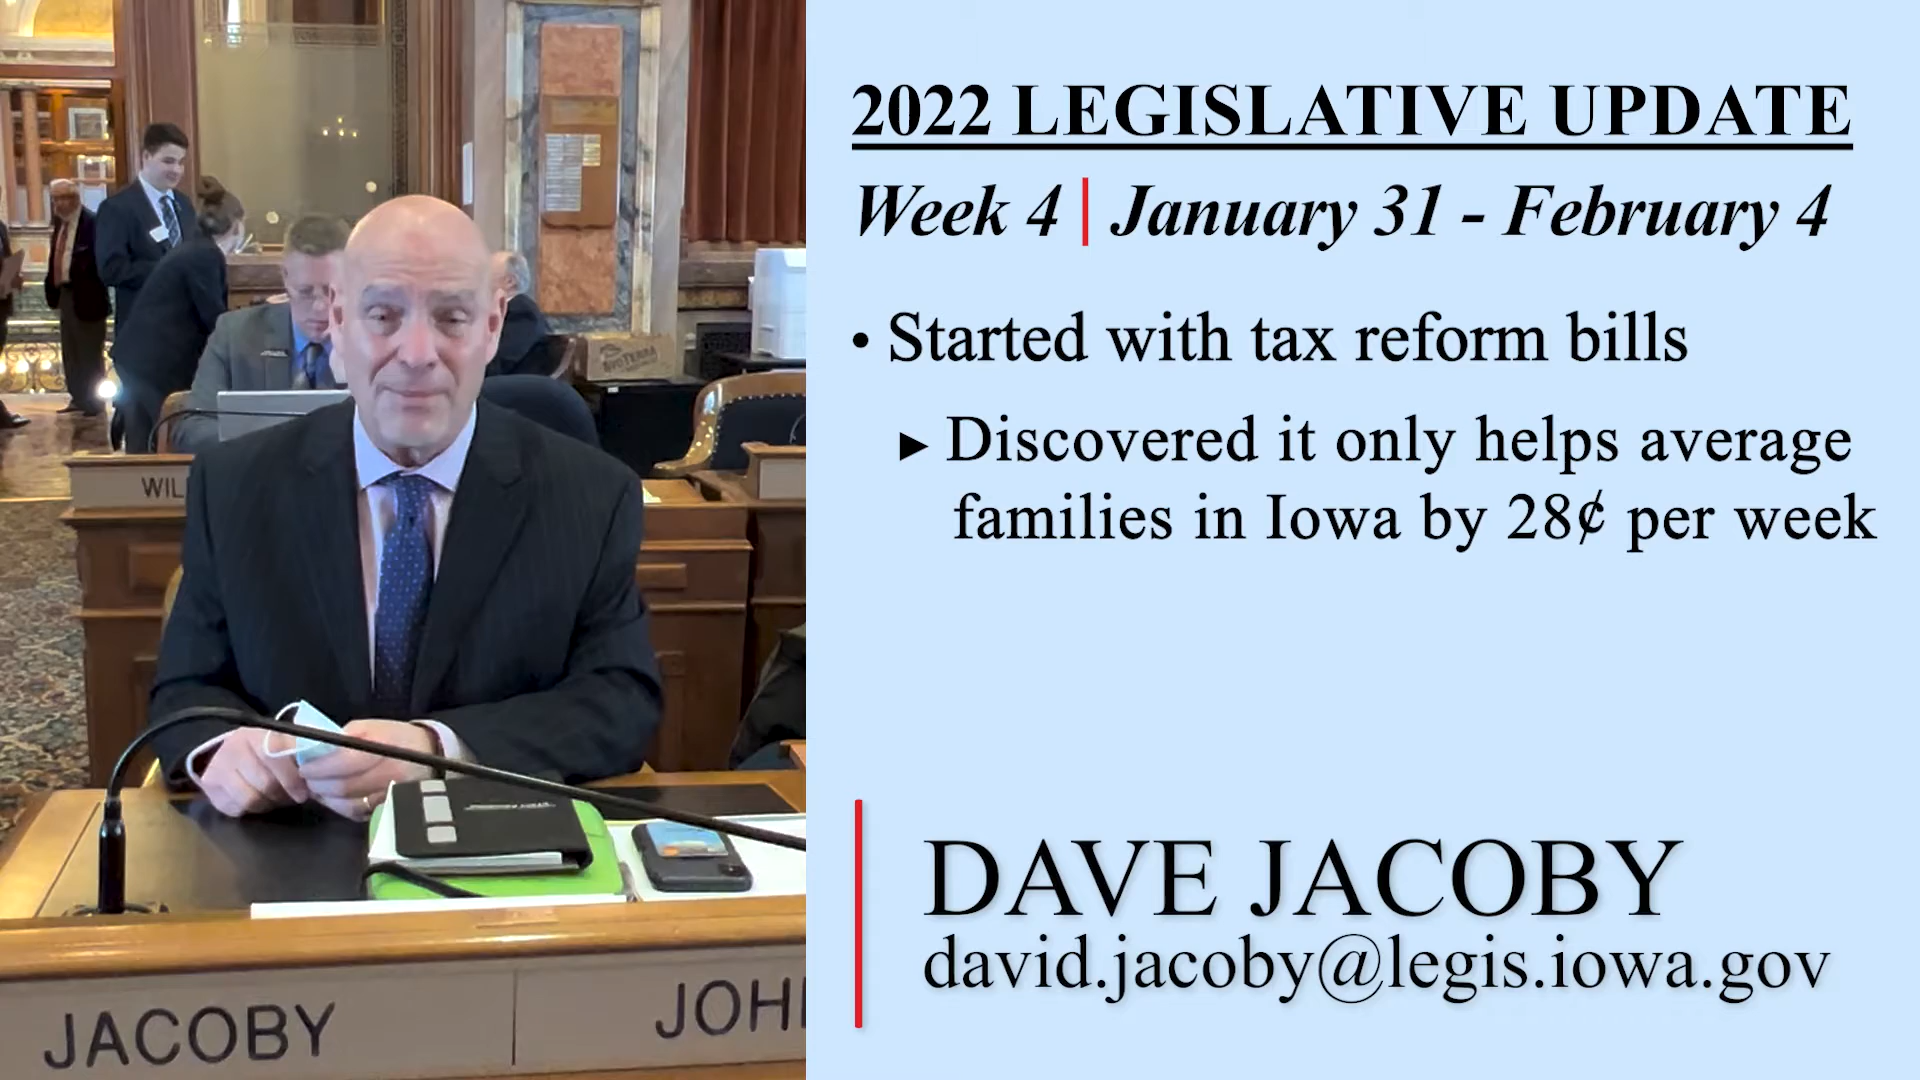 2022 LEGISLATIVE UPDATE
Week 4 | January 31 - February 4
• Started with tax reform bills
► Discovered it only helps average
families in Iowa by 28¢ per week
DAVE JACOBY
david.jacoby@legis.iowa.gov
WIL
JACOBY
JOH